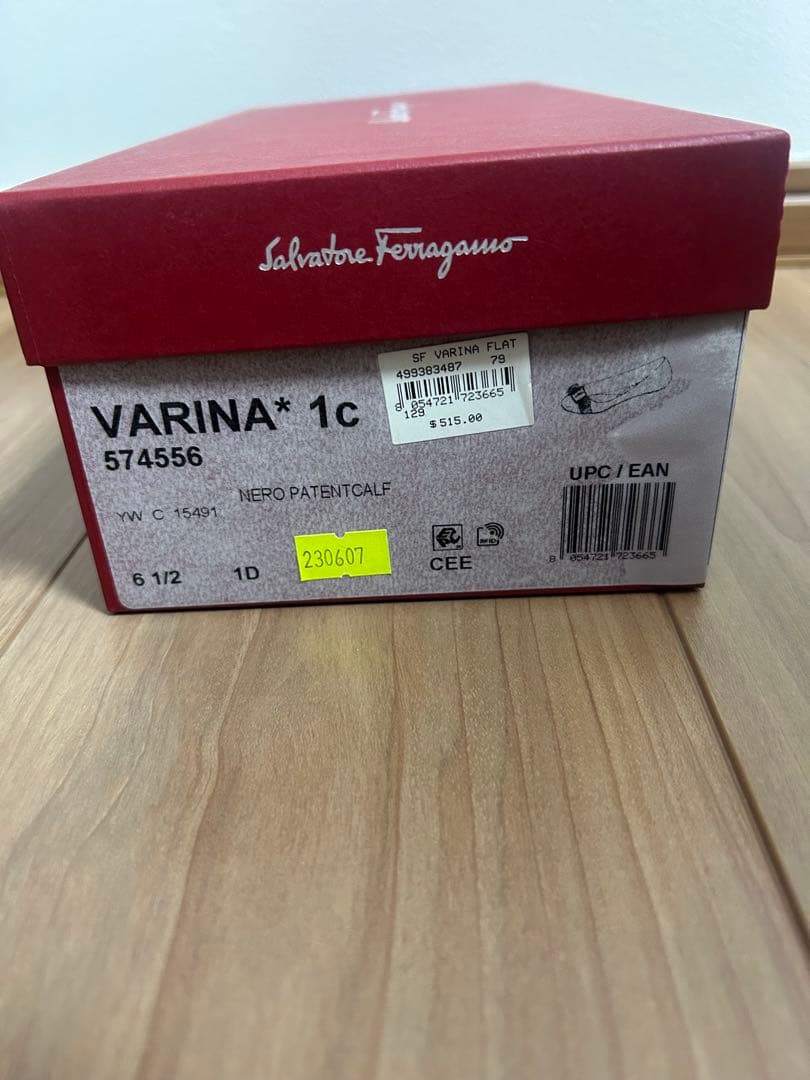 Salvatore Ferragamo
SF VARINA FLAT
499383487 79
8 054721 723665
129
$515.00
VARINA* 1c
574556
NERO PATENTCALF
YW C 15491
6 1/2 1D
230607
RFID
CEE
UPC / EAN
8 054721 723665